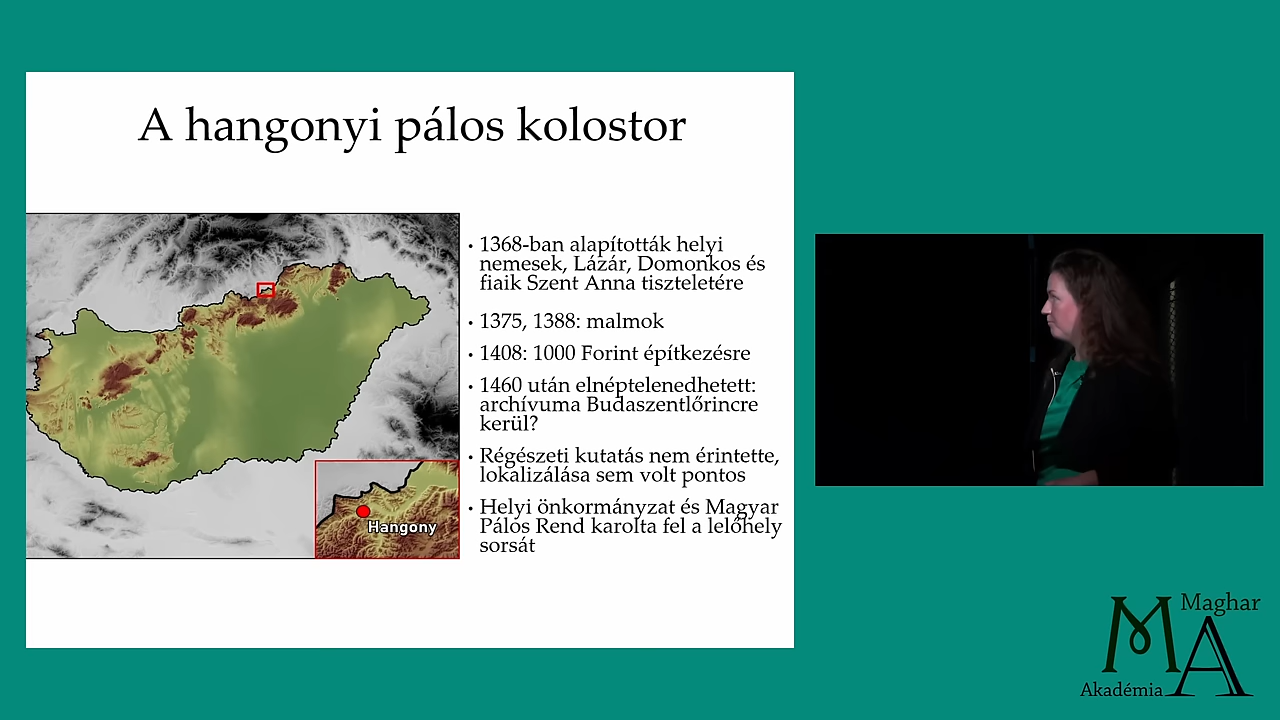 A hangonyi pálos kolostor
• 1368-ban alapították helyi
nemesek, Lázár, Domonkos és
fiaik Szent Anna tiszteletére
• 1375, 1388: malmok
• 1408: 1000 Forint építkezésre
• 1460 után elnéptelenedhetett:
archívuma Budaszentlőrincre
kerül?
• Régészeti kutatás nem érintette,
lokalizálása sem volt pontos
• Helyi önkormányzat és Magyar
Pálos Rend karolta fel a lelőhely
sorsát
Hangony
Maghar
MA
Akadémia